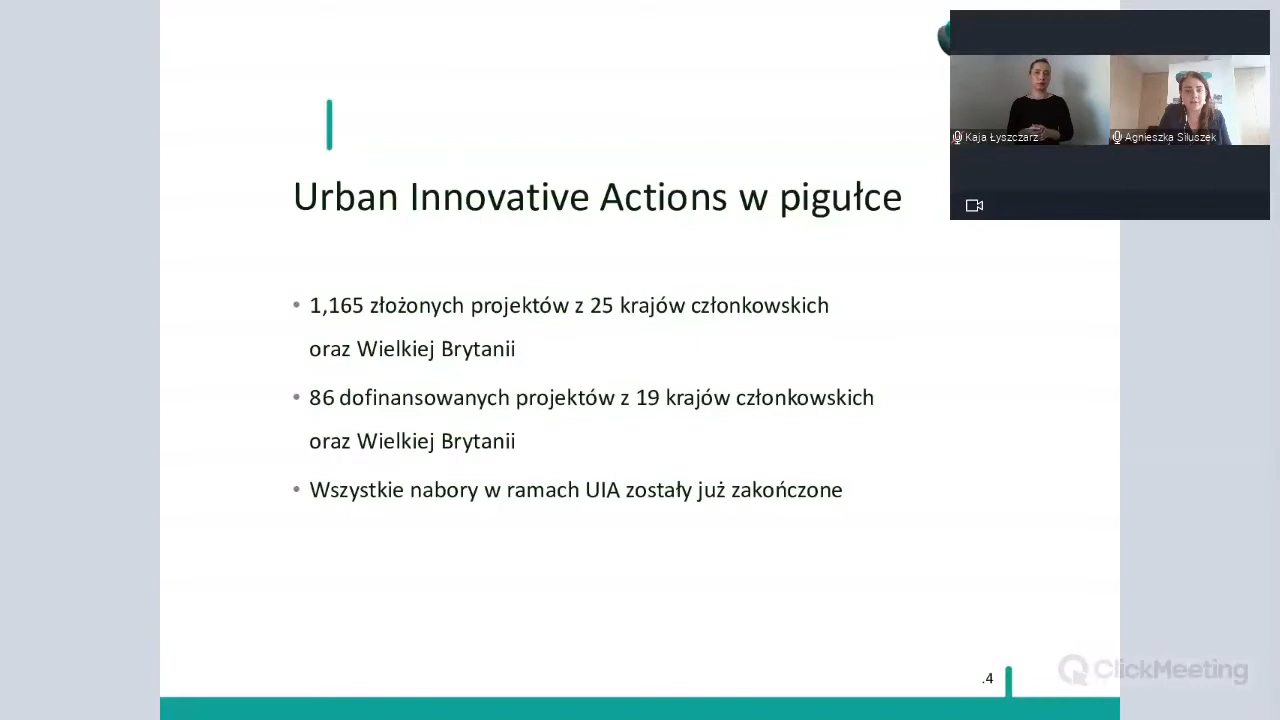 Urban Innovative Actions w pigułce
• 1,165 złożonych projektów z 25 krajów członkowskich
oraz Wielkiej Brytanii
• 86 dofinansowanych projektów z 19 krajów członkowskich
oraz Wielkiej Brytanii
• Wszystkie nabory w ramach UIA zostały już zakończone
.4
Kaja Łyszczarz
Agnieszka Siłuszek
ClickMeeting